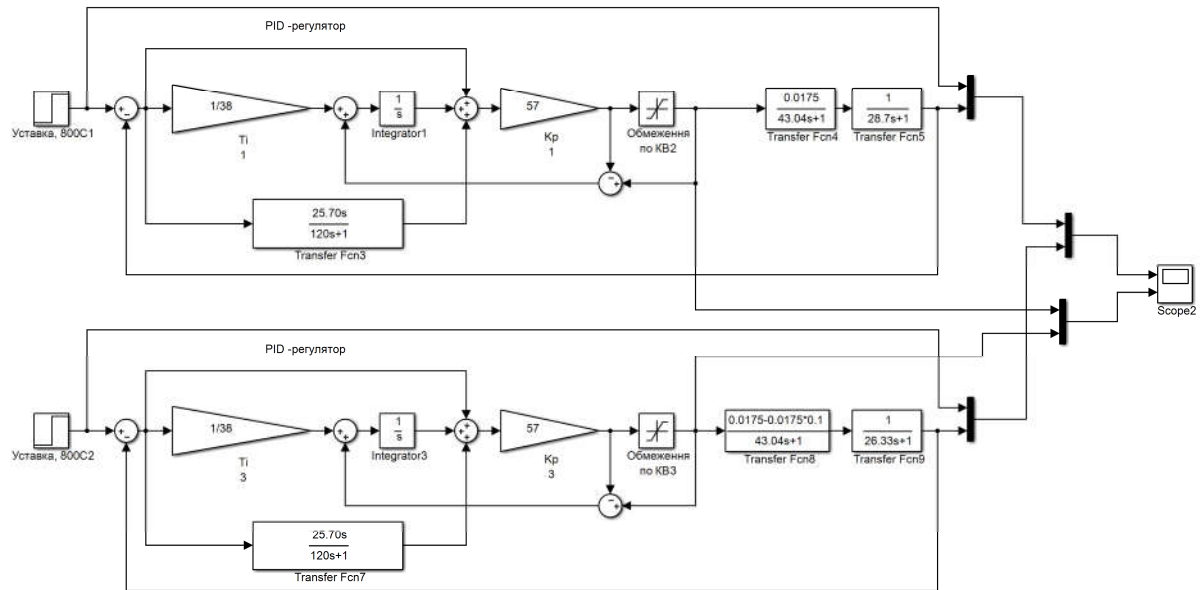 PID -регулятор
Уставка, 800C1
+
-
1/38
Ti
1
+
+
1
s
Integrator1
+
+
+
57
Kp
1
Обмеження
по КВ2
-
+
0.0175
43.04s+1
Transfer Fcn4
1
28.7s+1
Transfer Fcn5
25.70s
120s+1
Transfer Fcn3
Scope2
PID -регулятор
Уставка, 800C2
+
-
1/38
Ti
3
+
+
1
s
Integrator3
+
+
+
57
Kp
3
Обмеження
по КВ3
-
+
0.0175-0.0175*0.1
43.04s+1
Transfer Fcn8
1
26.33s+1
Transfer Fcn9
25.70s
120s+1
Transfer Fcn7